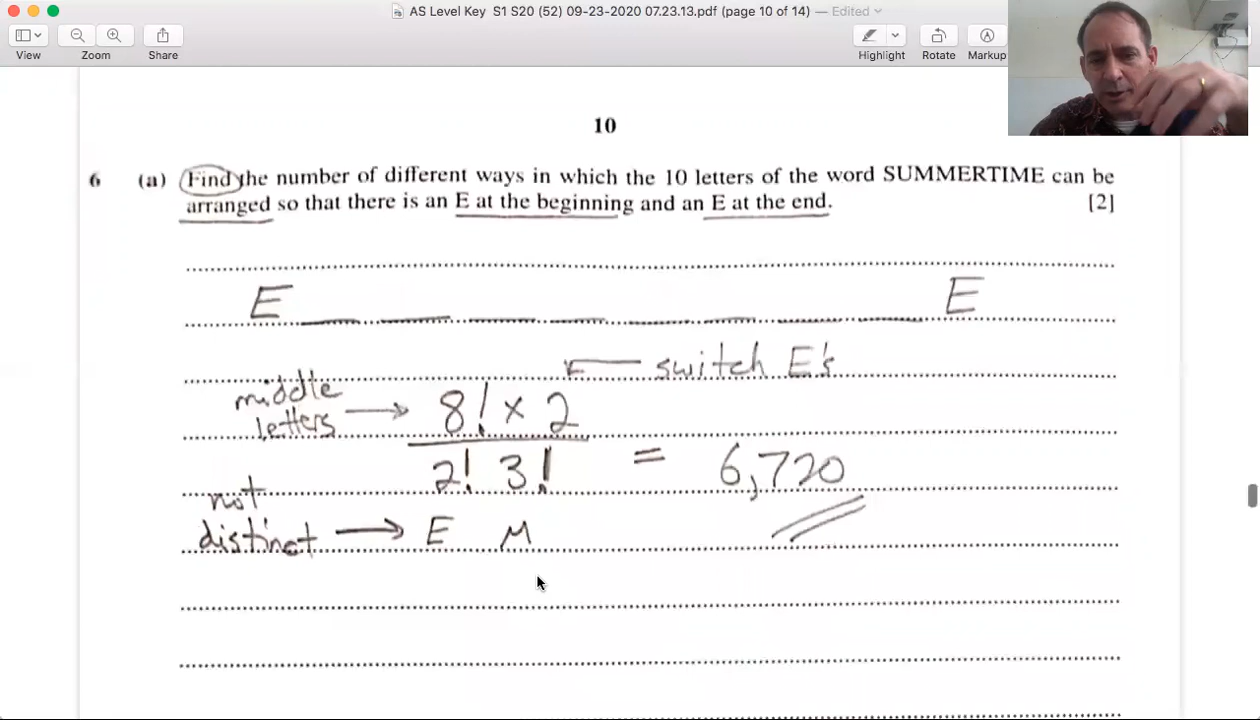 AS Level Key S1 S20 (52) 09-23-2020 07.23.13.pdf (page 10 of 14) — Edited
View Zoom Share Highlight Rotate Markup
10
6 (a) Find the number of different ways in which the 10 letters of the word SUMMERTIME can be
arranged so that there is an E at the beginning and an E at the end. [2]
E E
← switch E's
middle
letters → 8! × 2
2! 3! = 6,720
not
distinct → E M